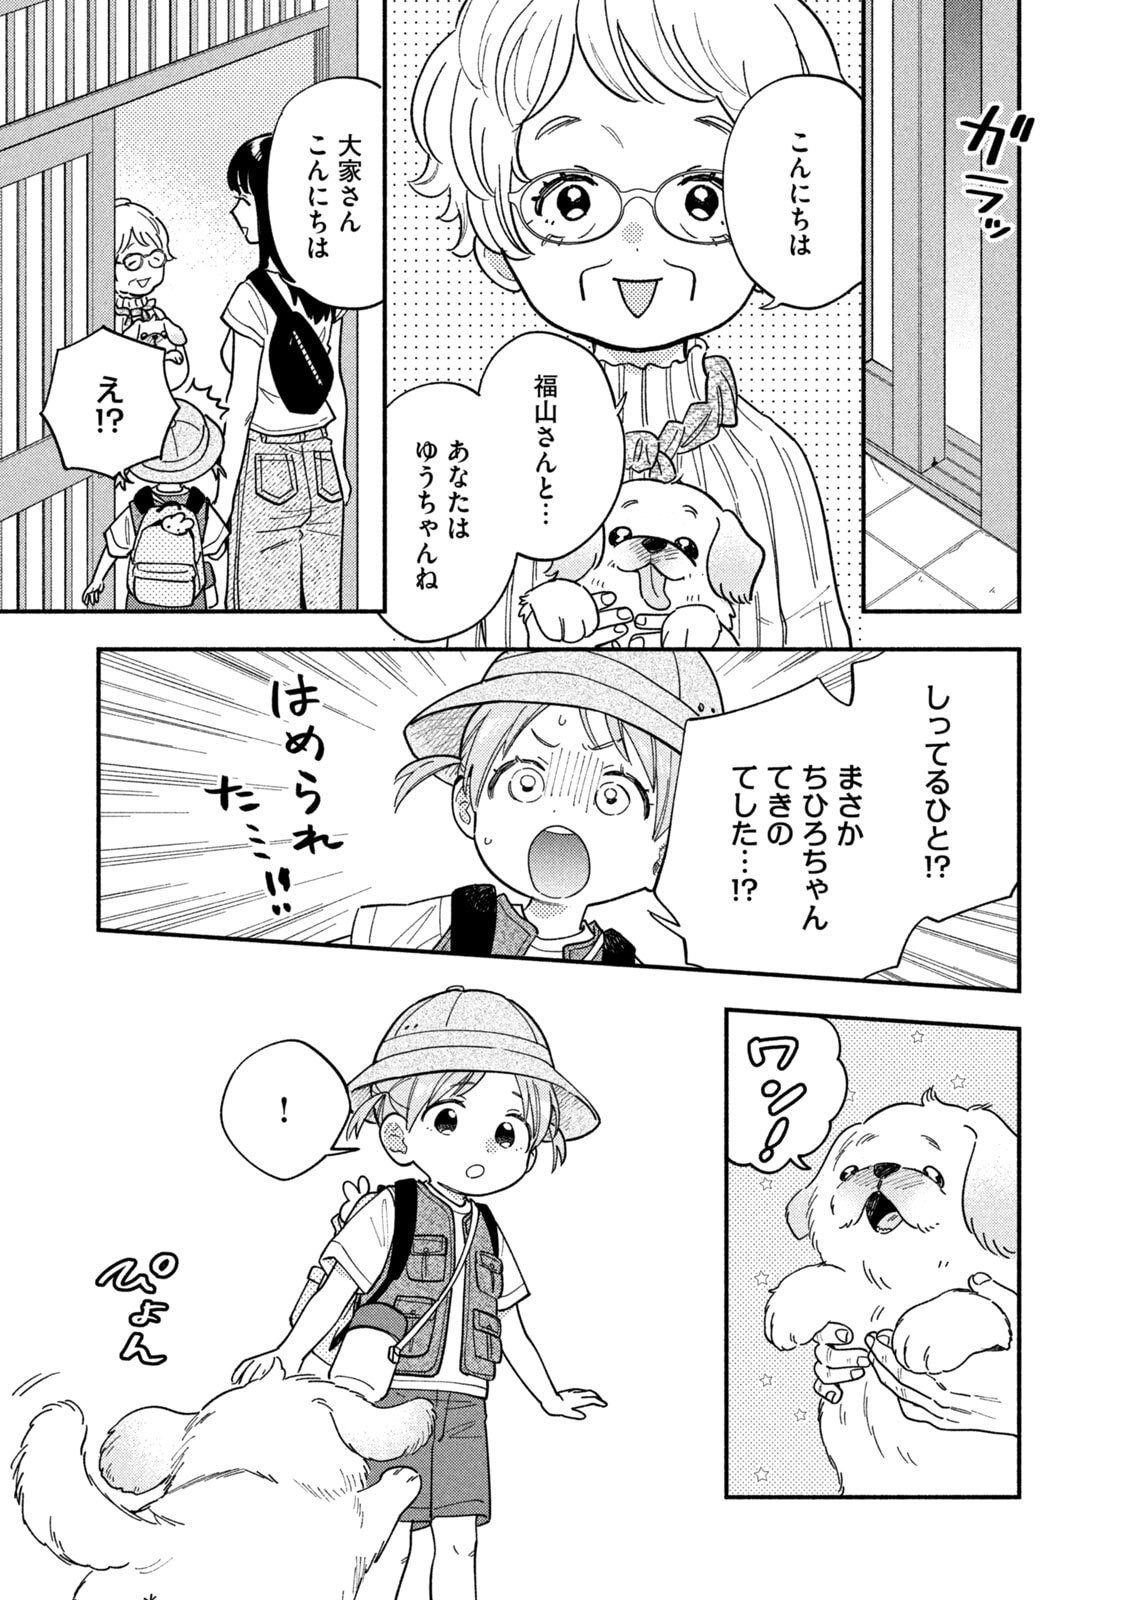 ガラッ
こんにちは
福山さんと…
あなたは
ゆうちゃんね
大家さん
こんにちは
え!?
しってるひと!?
まさか
ちひろちゃん
てきの
てした…!?
はめられ
た…!!
ワン!
!
ぴょん